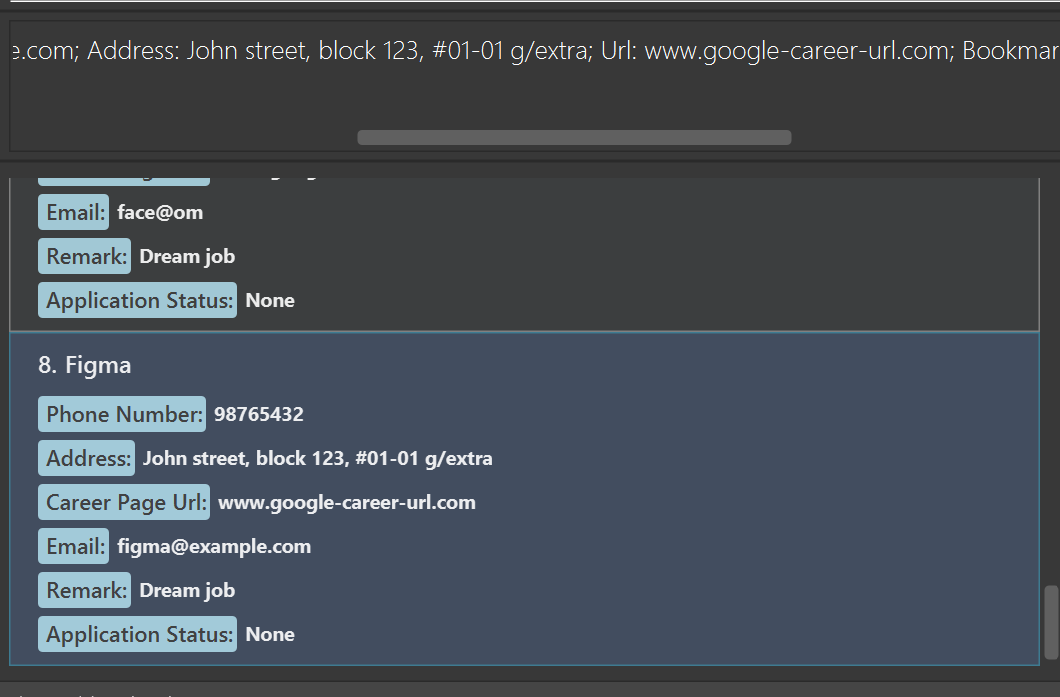 e.com; Address: John street, block 123, #01-01 g/extra; Url: www.google-career-url.com; Bookmar
Email: face@om
Remark: Dream job
Application Status: None
8. Figma
Phone Number: 98765432
Address: John street, block 123, #01-01 g/extra
Career Page Url: www.google-career-url.com
Email: figma@example.com
Remark: Dream job
Application Status: None